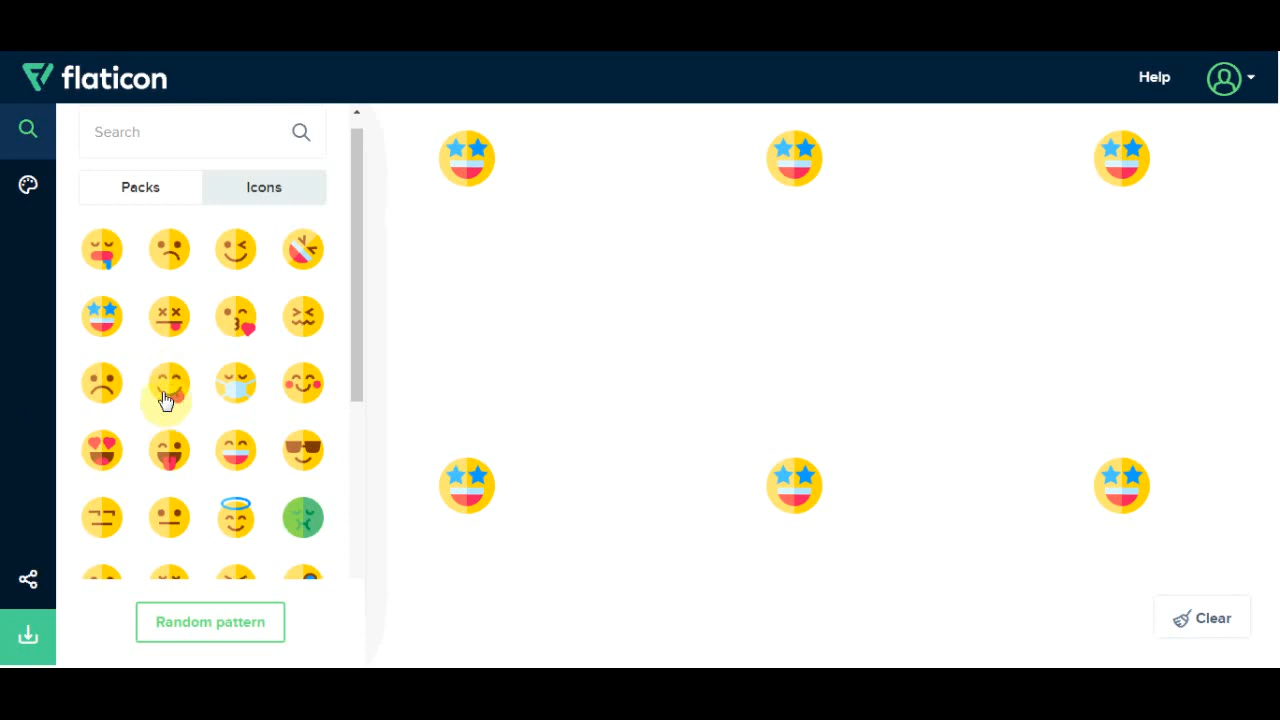 flaticon
Help
Search
Packs
Icons
Random pattern
Clear